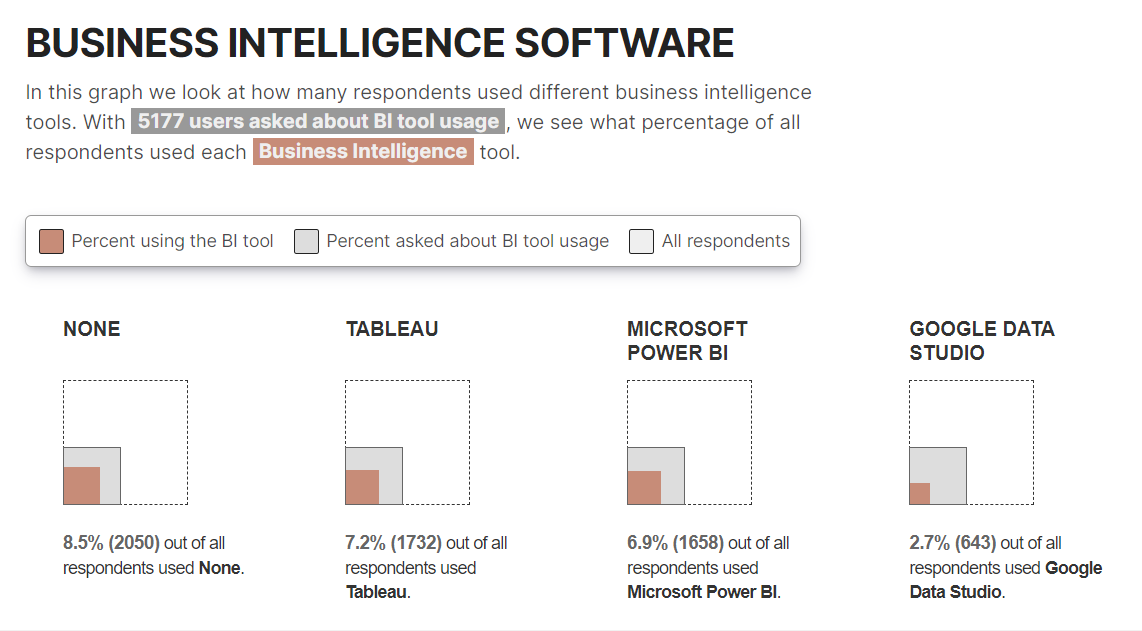 BUSINESS INTELLIGENCE SOFTWARE
In this graph we look at how many respondents used different business intelligence
tools. With 5177 users asked about BI tool usage, we see what percentage of all
respondents used each Business Intelligence tool.
Percent using the BI tool
Percent asked about BI tool usage
All respondents
NONE
8.5% (2050) out of all
respondents used None.
TABLEAU
7.2% (1732) out of all
respondents used
Tableau.
MICROSOFT
POWER BI
6.9% (1658) out of all
respondents used
Microsoft Power BI.
GOOGLE DATA
STUDIO
2.7% (643) out of all
respondents used Google
Data Studio.